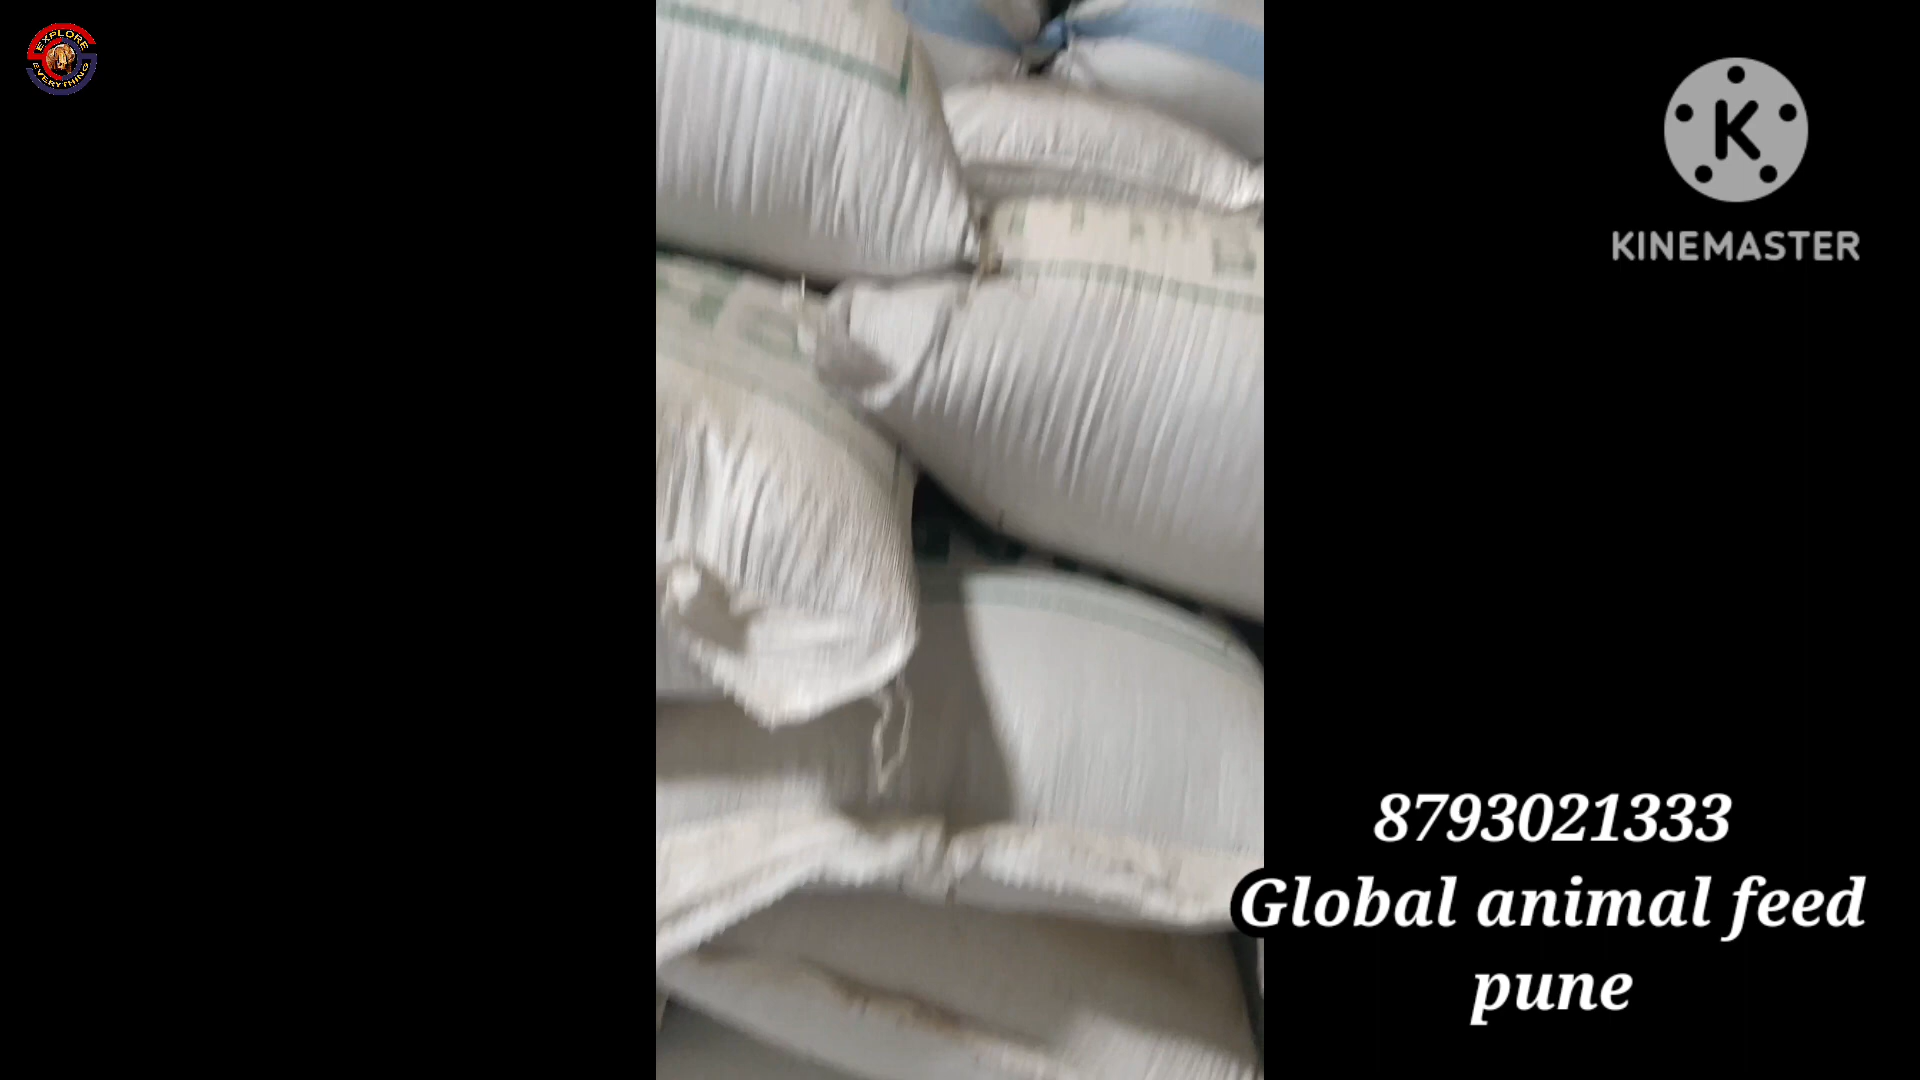 EXPLORE
EVERYTHING
K
KINEMASTER
8793021333
Global animal feed
pune